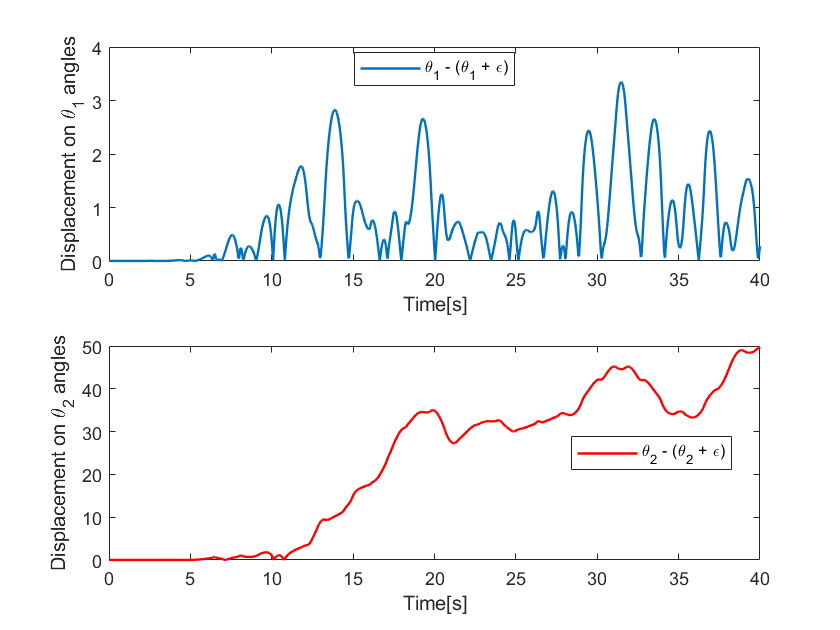 Displacement on θ1 angles
4
3
2
1
0
θ1 - (θ1 + ϵ)
0 5 10 15 20 25 30 35 40
Time[s]
Displacement on θ2 angles
50
40
30
20
10
0
θ2 - (θ2 + ϵ)
0 5 10 15 20 25 30 35 40
Time[s]